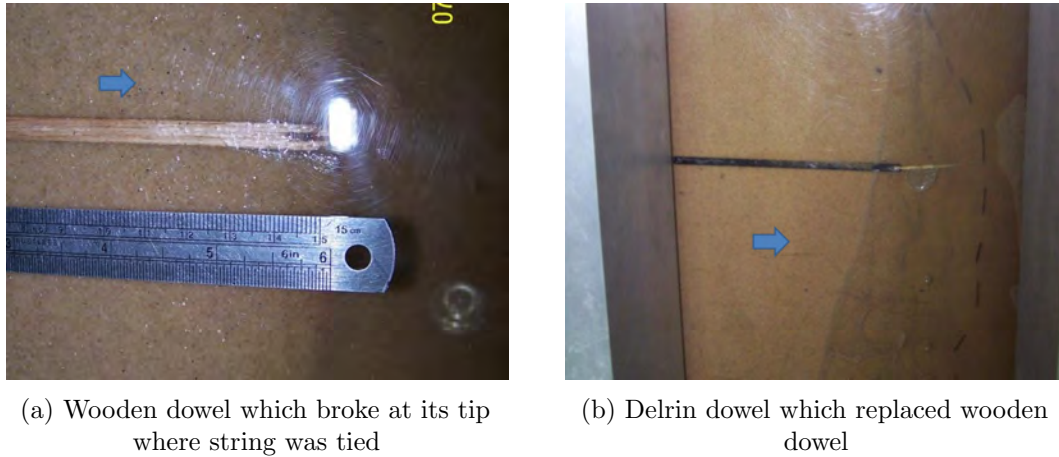 07
15 cm
4 5 6in 6
(a) Wooden dowel which broke at its tip
where string was tied
(b) Delrin dowel which replaced wooden
dowel